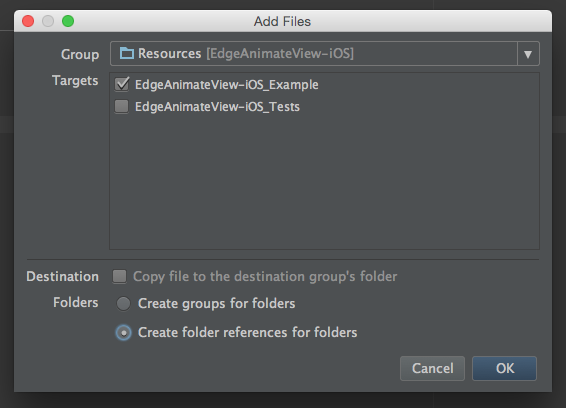 Add Files
Group Resources [EdgeAnimateView-iOS]
Targets
EdgeAnimateView-iOS_Example
EdgeAnimateView-iOS_Tests
Destination Copy file to the destination group's folder
Folders Create groups for folders
Create folder references for folders
Cancel OK